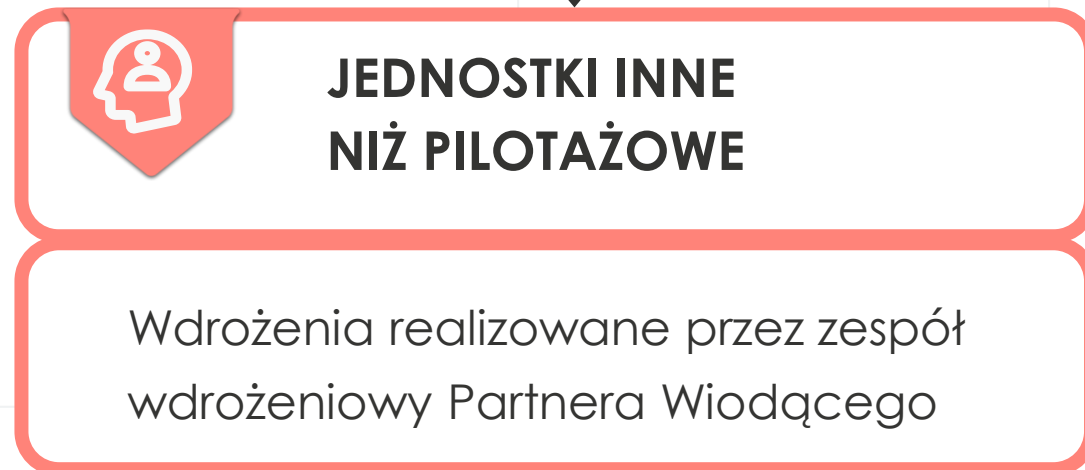 JEDNOSTKI INNE
NIŻ PILOTAŻOWE
Wdrożenia realizowane przez zespół
wdrożeniowy Partnera Wiodącego